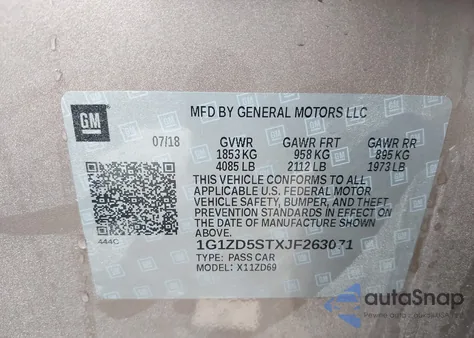 GM
MFD BY GENERAL MOTORS LLC
07/18 GVWR GAWR FRT GAWR RR
1853 KG 958 KG 895 KG
4085 LB 2112 LB 1973 LB
THIS VEHICLE CONFORMS TO ALL
APPLICABLE U.S. FEDERAL MOTOR
VEHICLE SAFETY, BUMPER, AND THEFT
PREVENTION STANDARDS IN EFFECT ON
THE DATE OF MANUFACTURE SHOWN
ABOVE.
444C
1G1ZD5STXJF263071
TYPE: PASS CAR
MODEL: X11ZD69
autoSnap